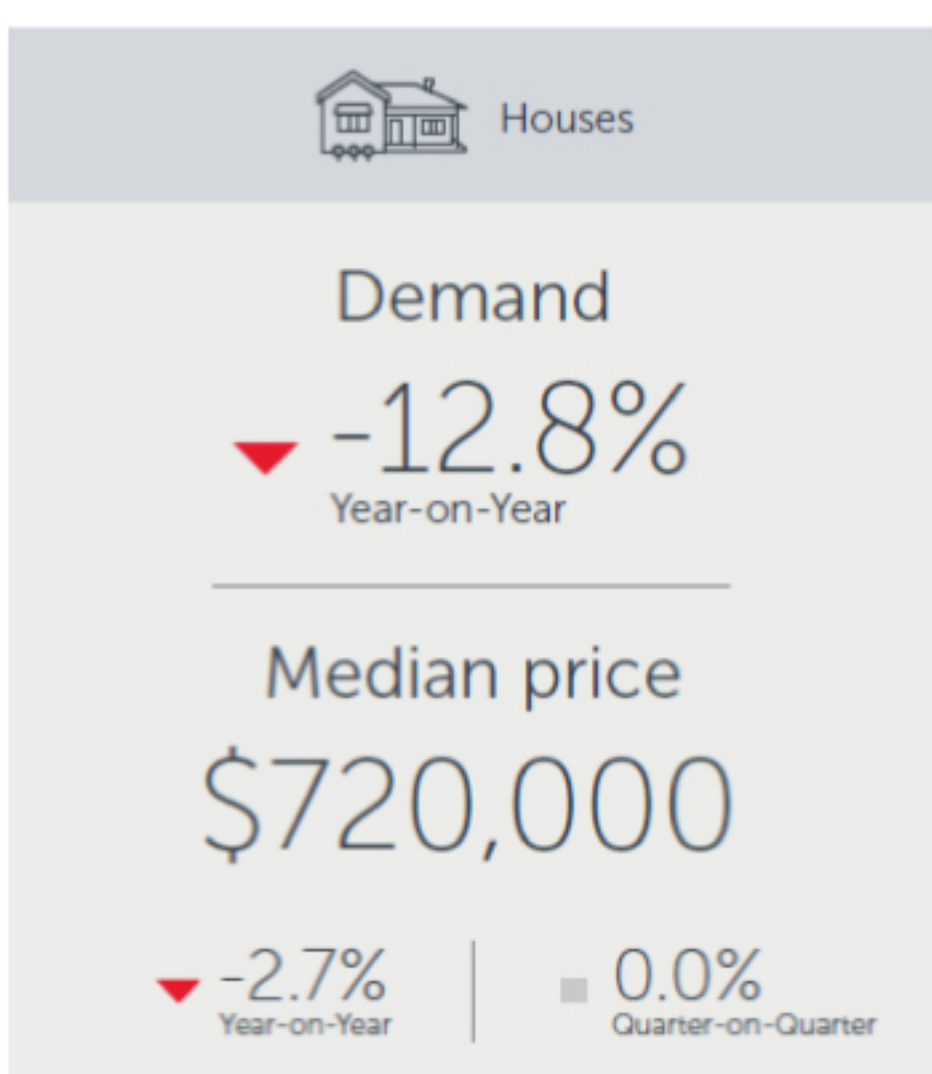 Houses
Demand
-12.8%
Year-on-Year
Median price
$720,000
-2.7%
Year-on-Year
0.0%
Quarter-on-Quarter